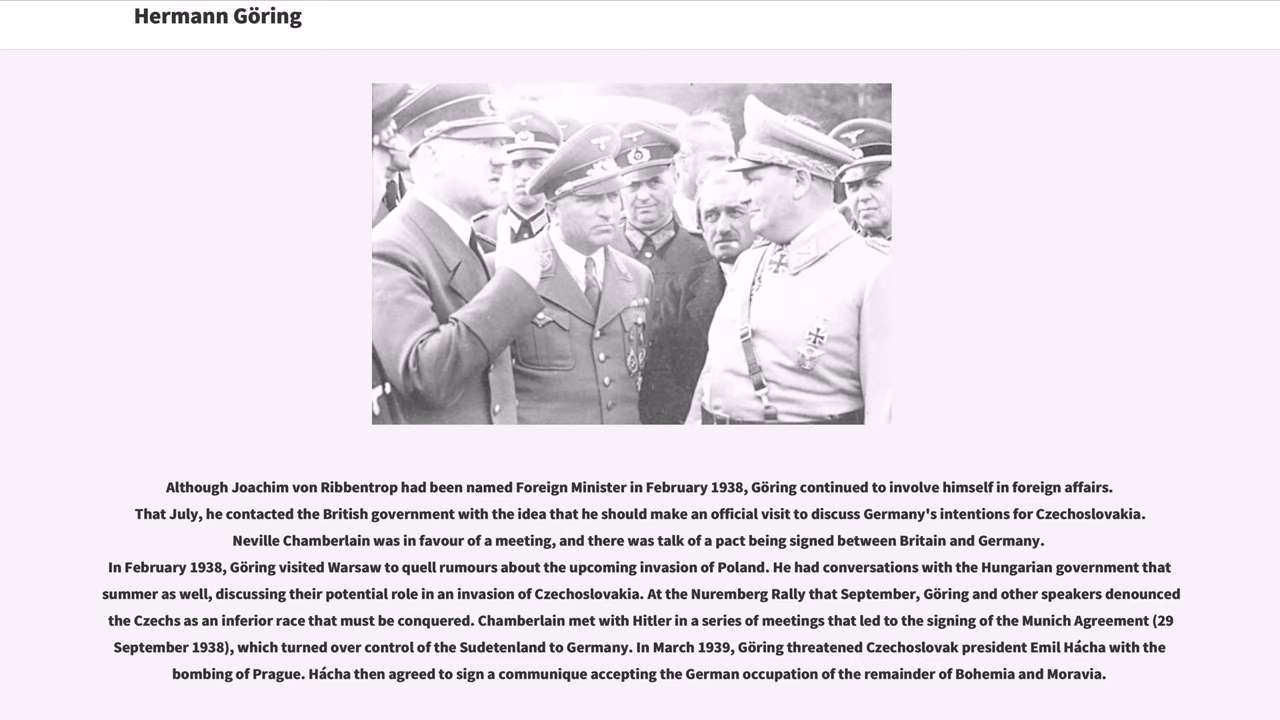 Hermann Göring
Although Joachim von Ribbentrop had been named Foreign Minister in February 1938, Göring continued to involve himself in foreign affairs.
That July, he contacted the British government with the idea that he should make an official visit to discuss Germany's intentions for Czechoslovakia.
Neville Chamberlain was in favour of a meeting, and there was talk of a pact being signed between Britain and Germany.
In February 1938, Göring visited Warsaw to quell rumours about the upcoming invasion of Poland. He had conversations with the Hungarian government that
summer as well, discussing their potential role in an invasion of Czechoslovakia. At the Nuremberg Rally that September, Göring and other speakers denounced
the Czechs as an inferior race that must be conquered. Chamberlain met with Hitler in a series of meetings that led to the signing of the Munich Agreement (29
September 1938), which turned over control of the Sudetenland to Germany. In March 1939, Göring threatened Czechoslovak president Emil Hácha with the
bombing of Prague. Hácha then agreed to sign a communique accepting the German occupation of the remainder of Bohemia and Moravia.